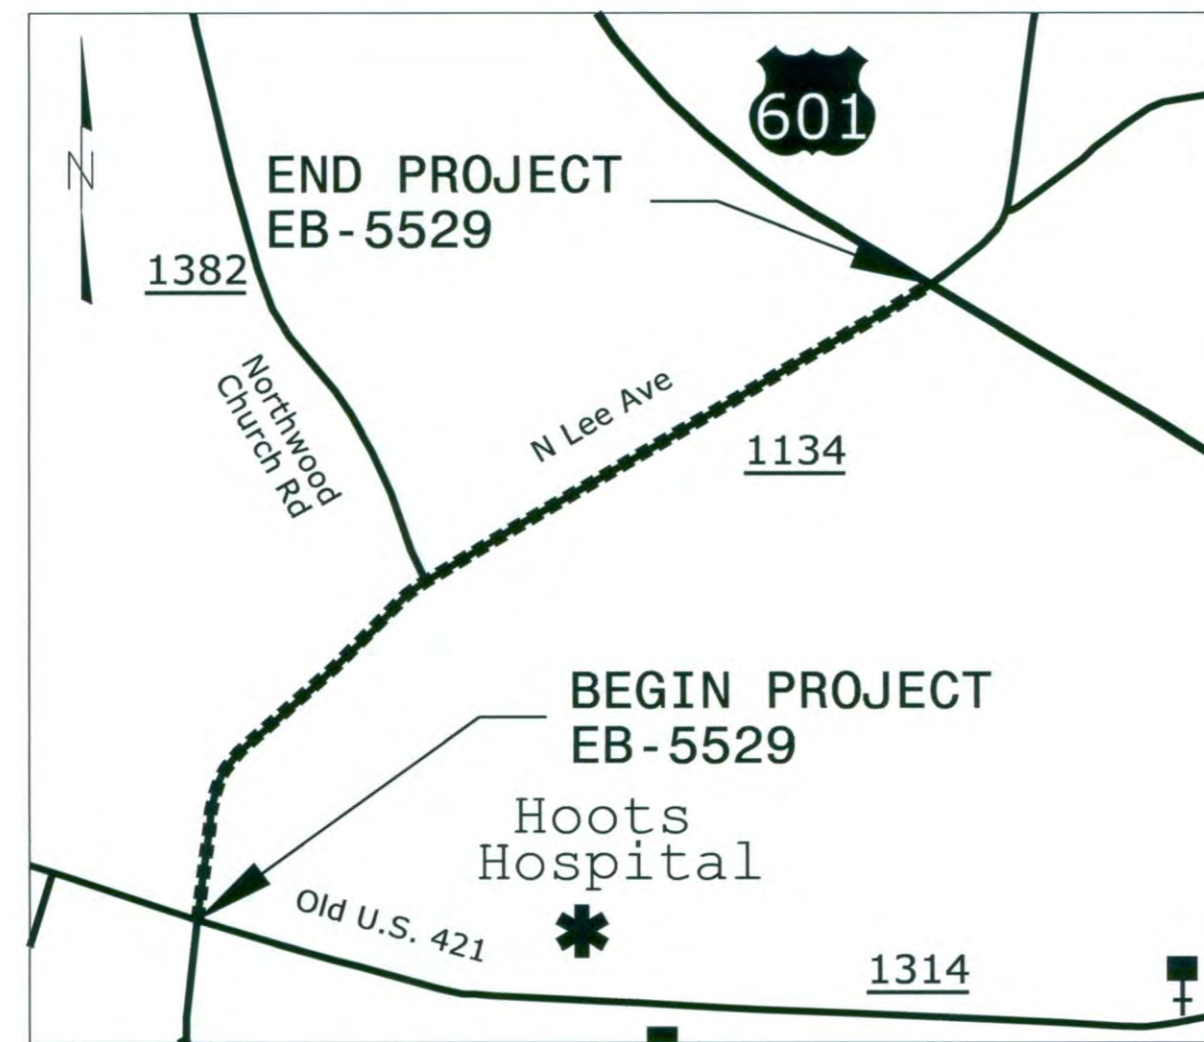 601
N
END PROJECT
EB-5529
1382
Northwood
Church Rd
N Lee Ave
1134
BEGIN PROJECT
EB-5529
Hoots
Hospital
Old U.S. 421
1314